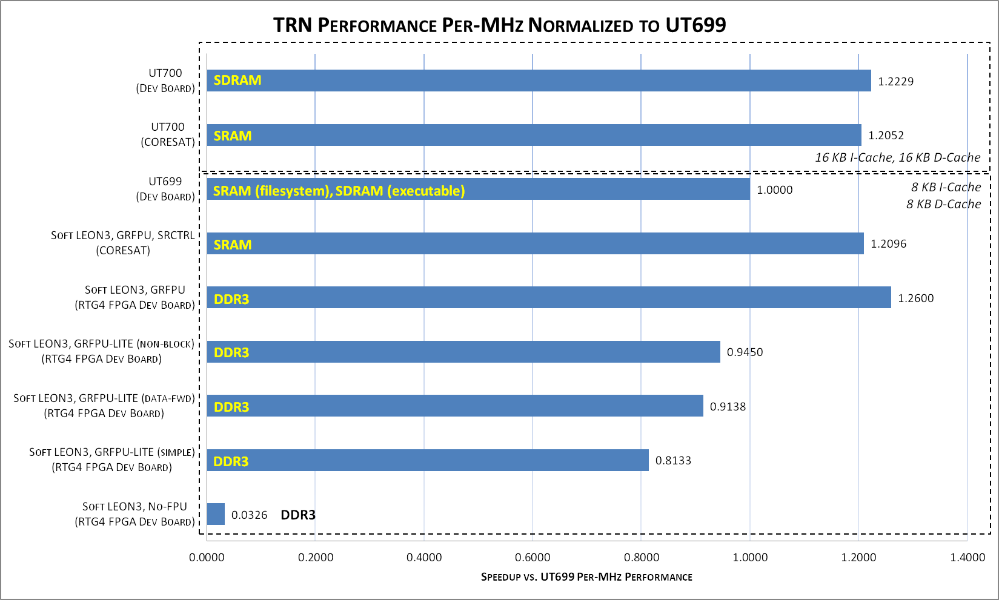 TRN Performance Per-MHz Normalized to UT699
UT700
(Dev Board)
SDRAM
1.2229
UT700
(CORESAT)
SRAM
1.2052
16 KB I-Cache, 16 KB D-Cache
UT699
(Dev Board)
SRAM (filesystem), SDRAM (executable)
1.0000
8 KB I-Cache
8 KB D-Cache
Soft LEON3, GRFPU, SRCTRL
(CORESAT)
SRAM
1.2096
Soft LEON3, GRFPU
(RTG4 FPGA Dev Board)
DDR3
1.2600
Soft LEON3, GRFPU-LITE (non-block)
(RTG4 FPGA Dev Board)
DDR3
0.9450
Soft LEON3, GRFPU-LITE (data-fwd)
(RTG4 FPGA Dev Board)
DDR3
0.9138
Soft LEON3, GRFPU-LITE (simple)
(RTG4 FPGA Dev Board)
DDR3
0.8133
Soft LEON3, No-FPU
(RTG4 FPGA Dev Board)
0.0326 DDR3
0.0000 0.2000 0.4000 0.6000 0.8000 1.0000 1.2000 1.4000
Speedup vs. UT699 Per-MHz Performance